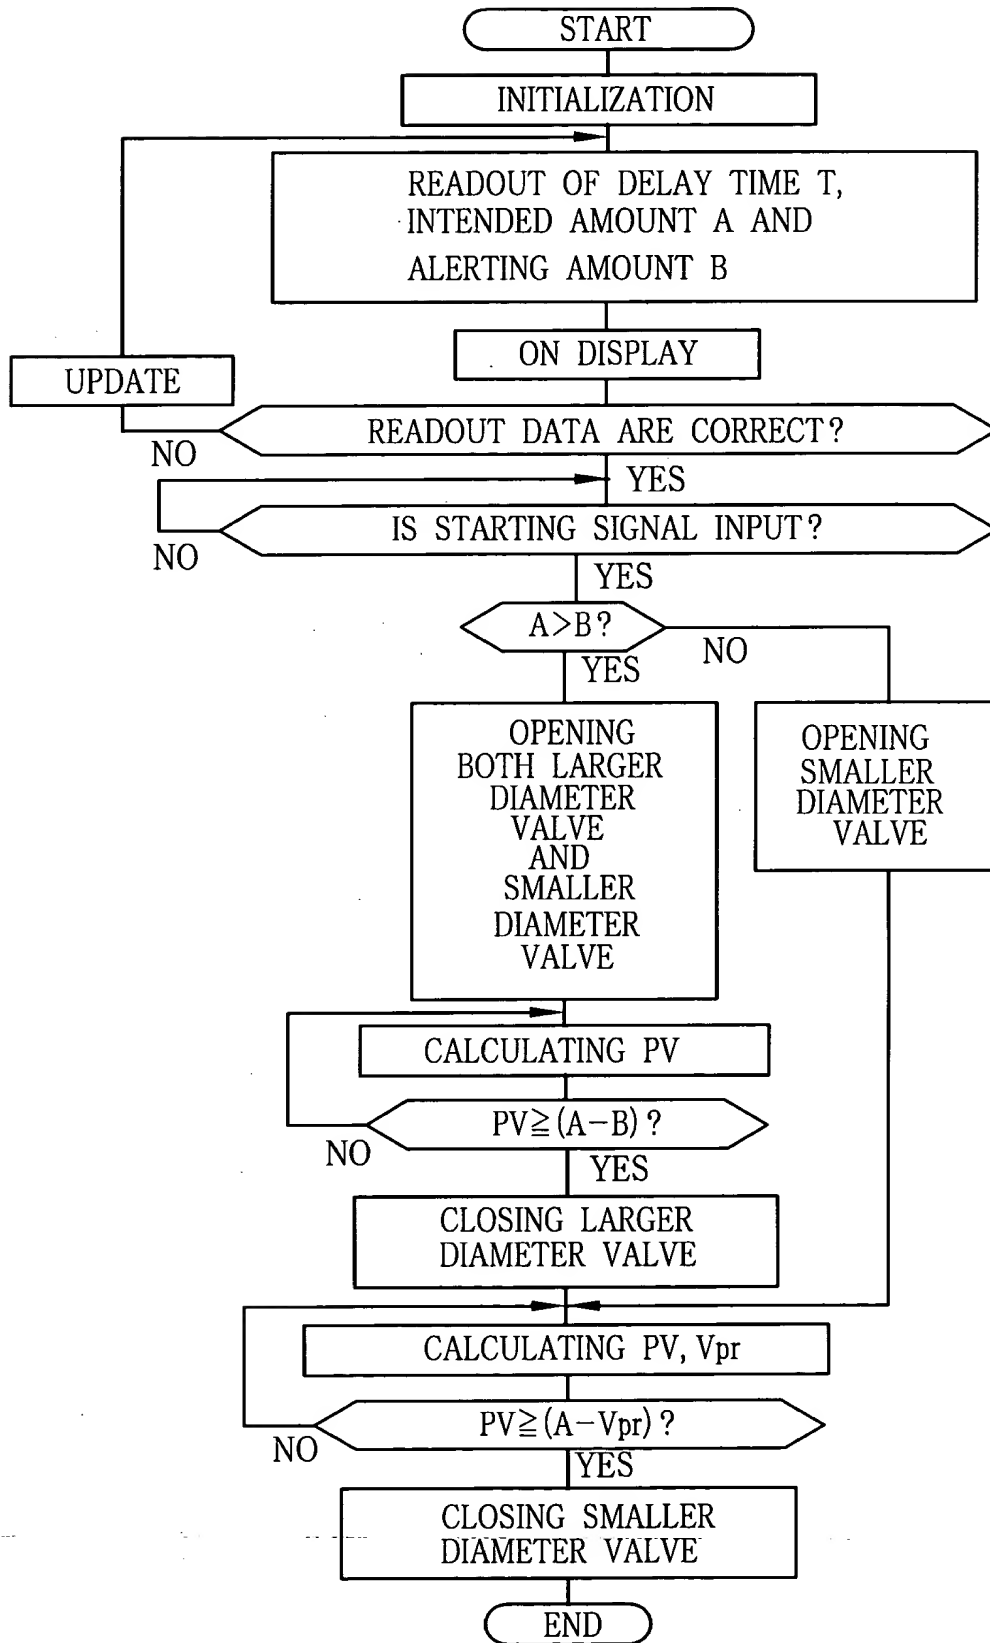 START
INITIALIZATION
READOUT OF DELAY TIME T,
INTENDED AMOUNT A AND
ALERTING AMOUNT B
ON DISPLAY
UPDATE
READOUT DATA ARE CORRECT?
NO
YES
IS STARTING SIGNAL INPUT?
NO
YES
A>B?
NO
YES
OPENING
BOTH LARGER
DIAMETER
VALVE
AND
SMALLER
DIAMETER
VALVE
OPENING
SMALLER
DIAMETER
VALVE
CALCULATING PV
PV≧(A−B)?
NO
YES
CLOSING LARGER
DIAMETER VALVE
CALCULATING PV, Vpr
PV≧(A−Vpr)?
NO
YES
CLOSING SMALLER
DIAMETER VALVE
END